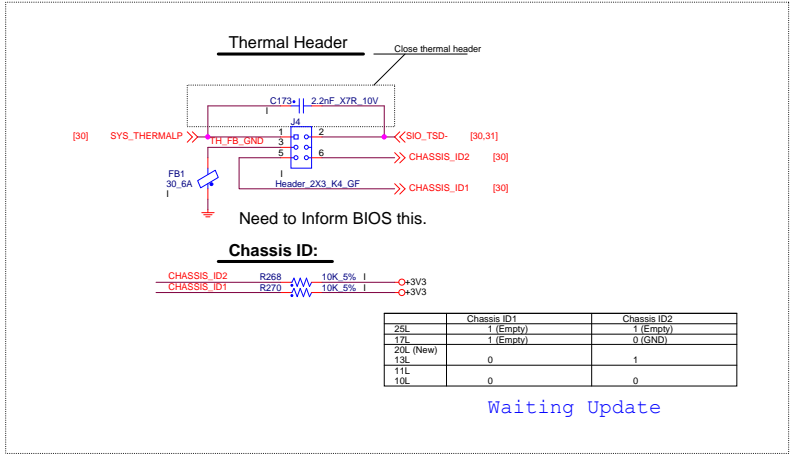 Thermal Header
Close thermal header
C173 2.2nF_X7R_10V
I
J4
[30] SYS_THERMALP 1 2 SIO_TSD- [30,31]
TH_FB_GND 3
5 6 CHASSIS_ID2 [30]
FB1
30_6A
I
I
Header_2X3_K4_GF CHASSIS_ID1 [30]
Need to Inform BIOS this.
Chassis ID:
CHASSIS_ID2 R268 10K_5% I +3V3
CHASSIS_ID1 R270 10K_5% I +3V3
Chassis ID1 Chassis ID2
25L 1 (Empty) 1 (Empty)
17L 1 (Empty) 0 (GND)
20L (New)
13L 0 1
11L
10L 0 0
Waiting Update